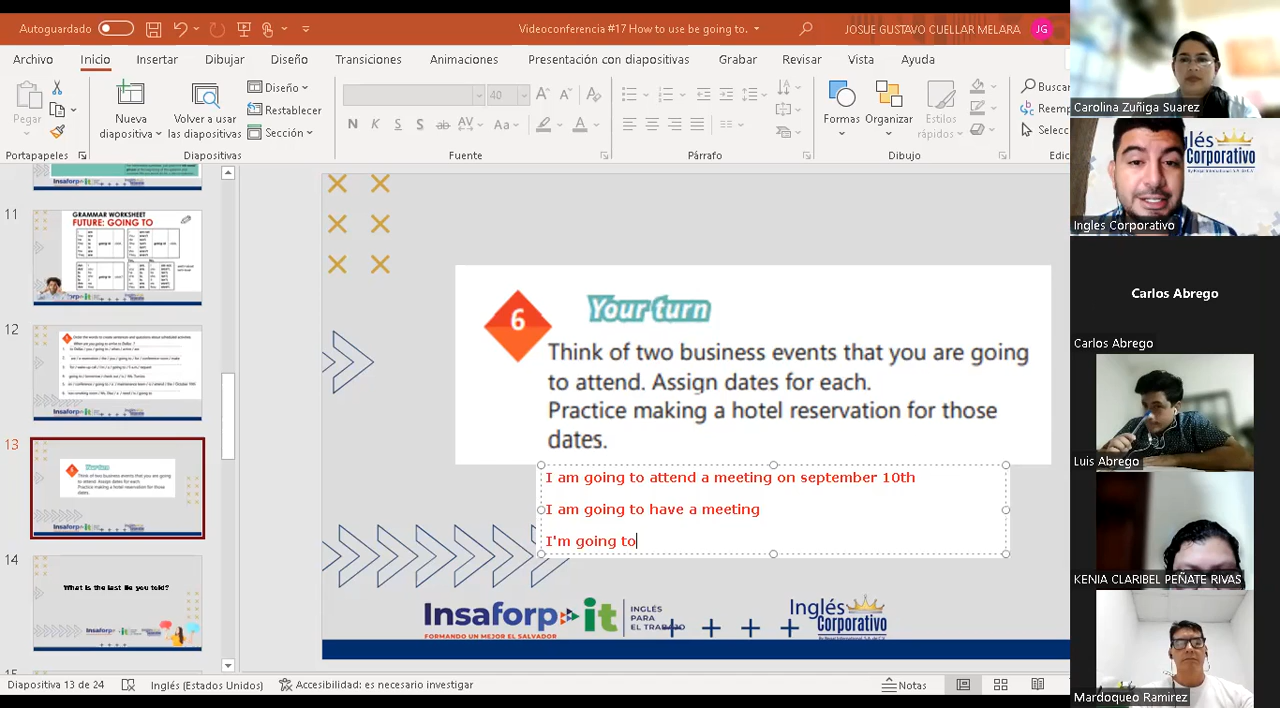 Autoguardado
Videoconferencia #17 How to use be going to.
JOSUE GUSTAVO CUELLAR MELARA
JG
Archivo
Inicio
Insertar
Dibujar
Diseño
Transiciones
Animaciones
Presentación con diapositivas
Grabar
Revisar
Vista
Ayuda
Pegar
Nueva
diapositiva
Volver a usar
las diapositivas
Diseño
Restablecer
Sección
40
N K S S ab AV Aa A
Formas
Organizar
Estilos
rápidos
Buscar
Portapapeles
Diapositivas
Fuente
Párrafo
Dibujo
11
GRAMMAR WORKSHEET
FUTURE: GOING TO
12
13
14
What is the last lie you told?
6
Your turn
Think of two business events that you are going
to attend. Assign dates for each.
Practice making a hotel reservation for those
dates.
I am going to attend a meeting on september 10th
I am going to have a meeting
I'm going to
Insaforp it
FORMANDO UN MEJOR EL SALVADOR
INGLÉS
PARA
EL TRABAJO
Inglés
Corporativo
Diapositiva 13 de 24
Inglés (Estados Unidos)
Accesibilidad: es necesario investigar
Notas
Carolina Zuñiga Suarez
Ingles Corporativo
Carlos Abrego
Carlos Abrego
Luis Abrego
KENIA CLARIBEL PEÑATE RIVAS
Mardoqueo Ramirez